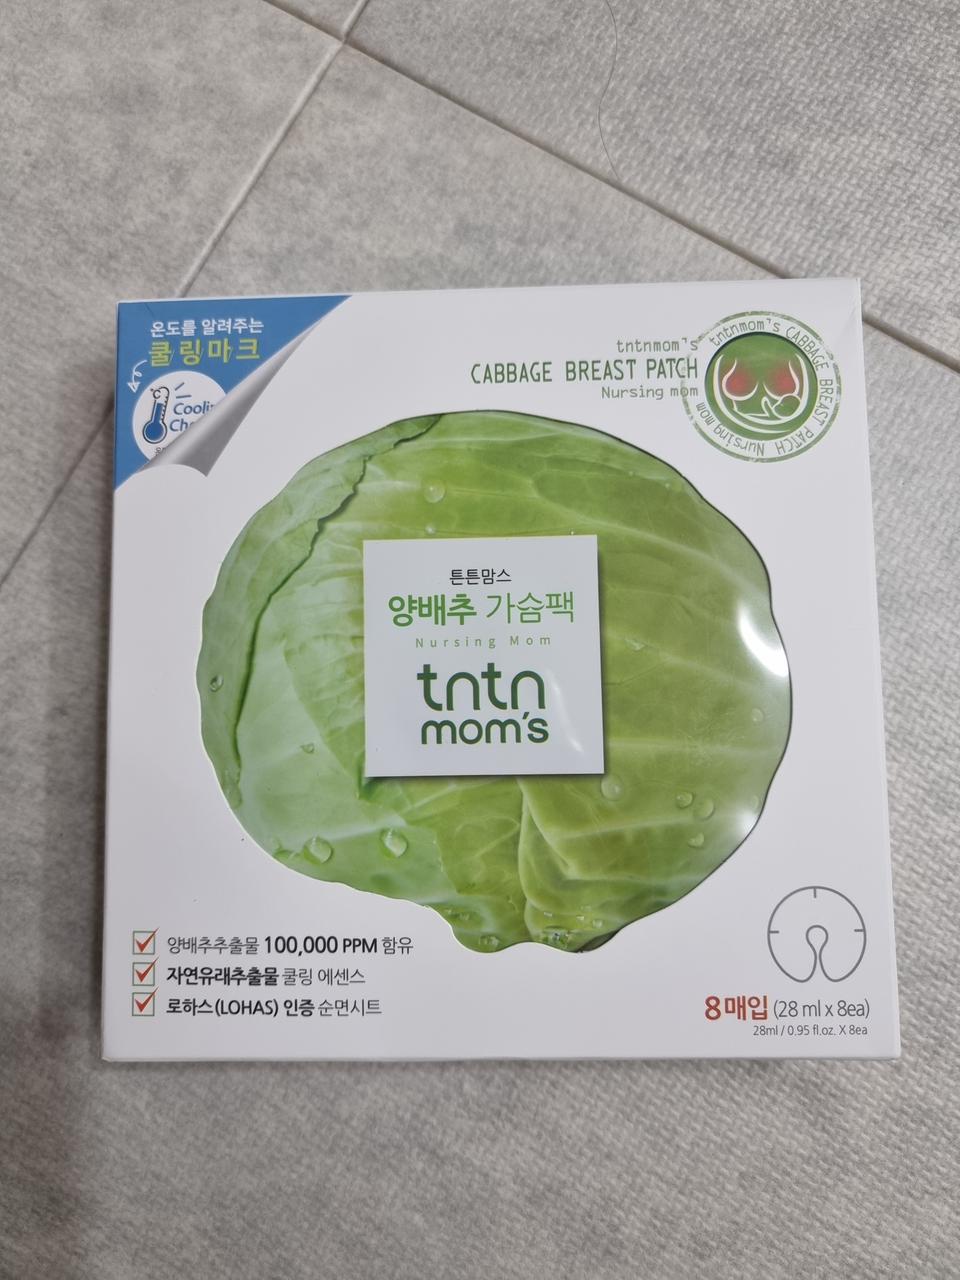 온도를 알려주는
쿨링마크
℃
tntnmom's
CABBAGE BREAST PATCH
Nursing mom
tntnmom's CABBAGE BREAST PATCH Nursing mom
튼튼맘스
양배추 가슴팩
Nursing Mom
tntn
mom's
양배추추출물 100,000 PPM 함유
자연유래추출물 쿨링 에센스
로하스(LOHAS) 인증 순면시트
8매입 (28 ml x 8ea)
28ml / 0.95 fl.oz. X 8ea